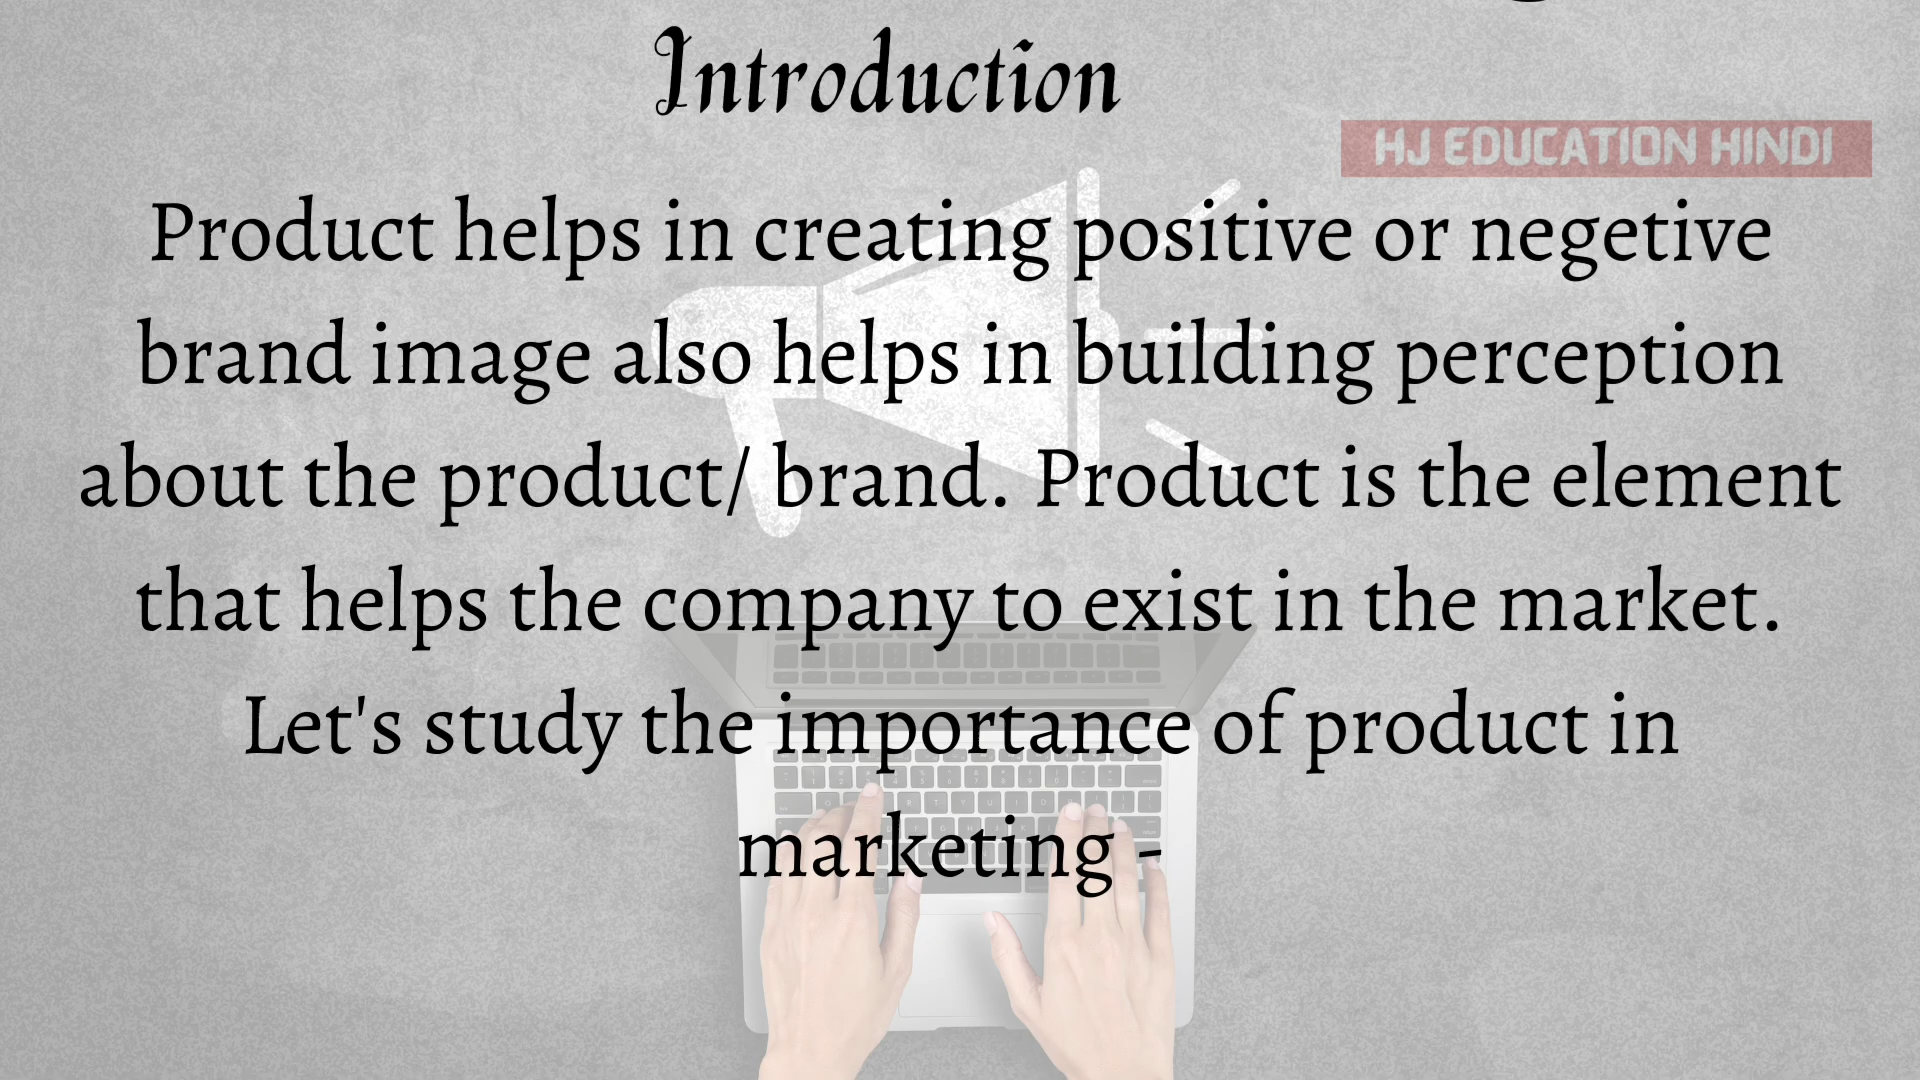 Introduction
HJ EDUCATION HINDI
Product helps in creating positive or negetive
brand image also helps in building perception
about the product/ brand. Product is the element
that helps the company to exist in the market.
Let's study the importance of product in
marketing -